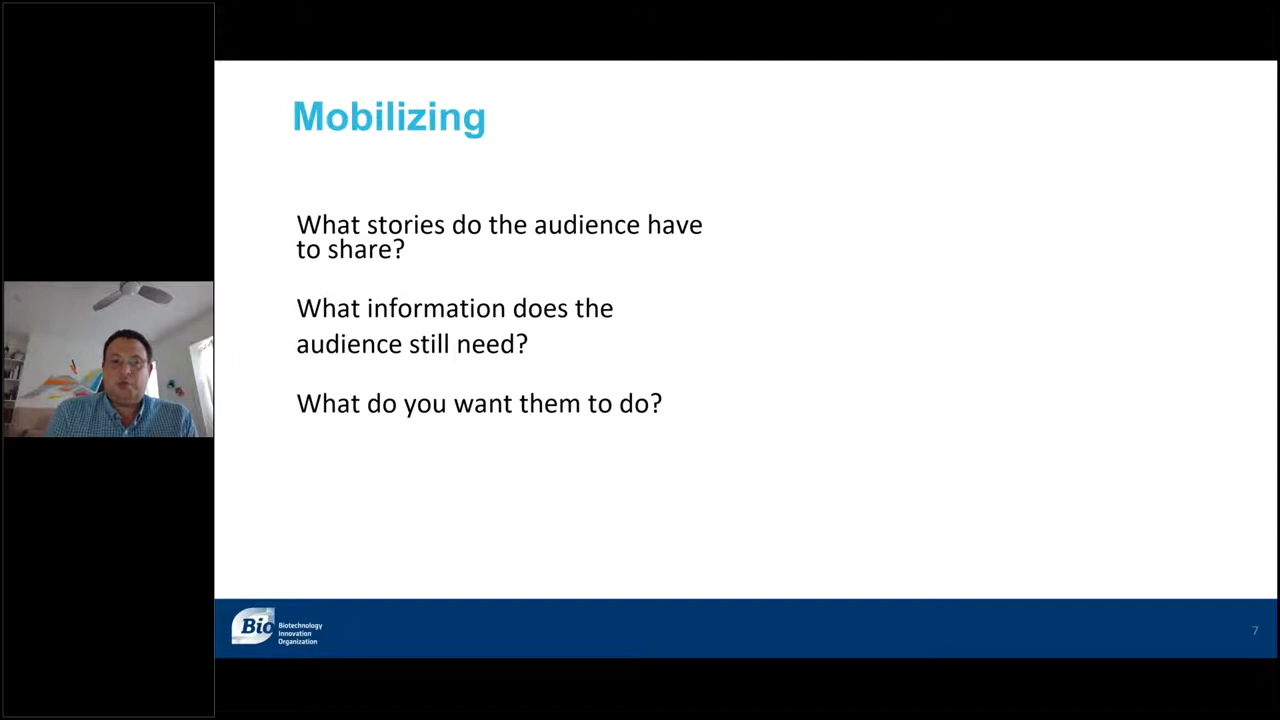 Mobilizing
What stories do the audience have
to share?
What information does the
audience still need?
What do you want them to do?
Bio
Biotechnology
Innovation
Organization
7